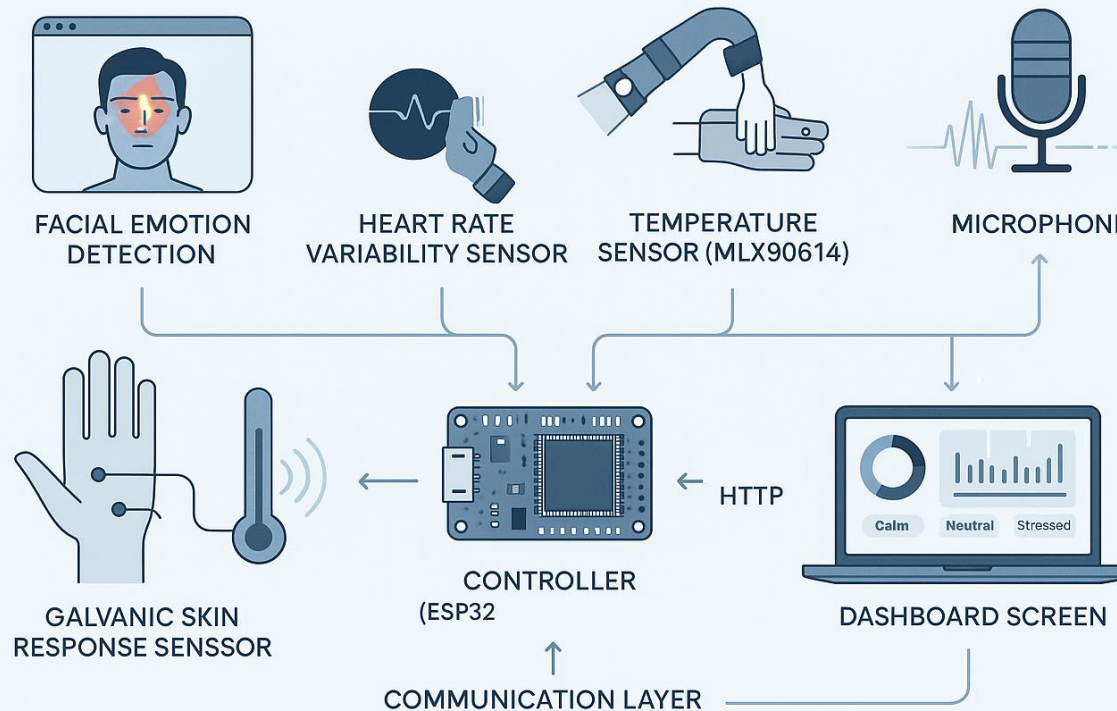 FACIAL EMOTION
DETECTION
HEART RATE
VARIABILITY SENSOR
TEMPERATURE
SENSOR (MLX90614)
MICROPHON
HTTP
Calm
Neutral
Stressed
GALVANIC SKIN
RESPONSE SENSSOR
CONTROLLER
(ESP32
DASHBOARD SCREEN
COMMUNICATION LAYER